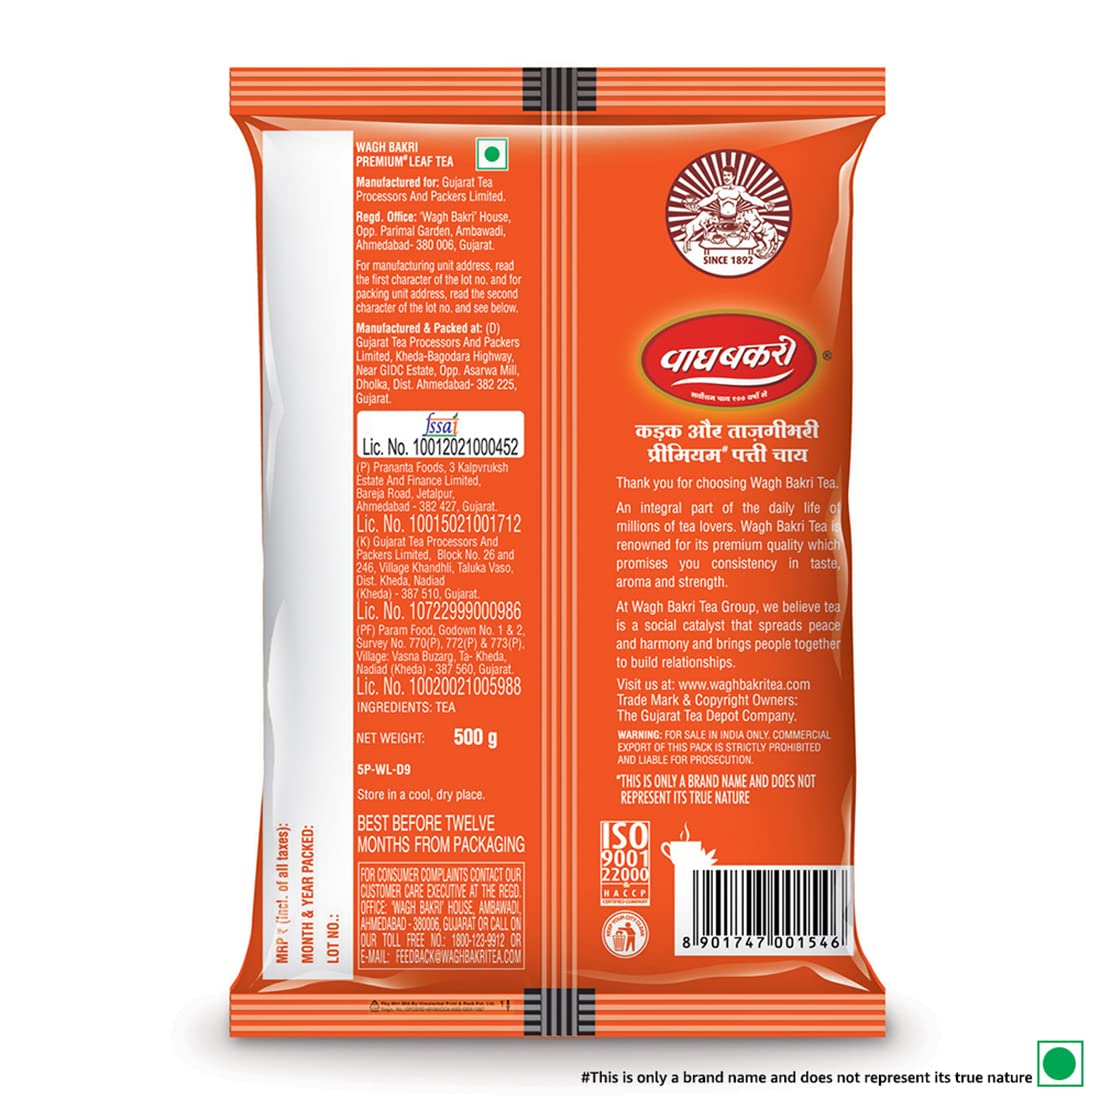 WAGH BAKRI
PREMIUM# LEAF TEA
Manufactured for: Gujarat Tea
Processors And Packers Limited.
Regd. Office: 'Wagh Bakri' House,
Opp. Parimal Garden, Ambawadi,
Ahmedabad- 380 006, Gujarat.
For manufacturing unit address, read
the first character of the lot no. and for
packing unit address, read the second
character of the lot no. and see below.
Manufactured & Packed at: (D)
Gujarat Tea Processors And Packers
Limited, Kheda-Bagodara Highway,
Near GIDC Estate, Opp. Asarwa Mill,
Dholka, Dist. Ahmedabad- 382 225,
Gujarat.
fssai
Lic. No. 10012021000452
(P) Prananta Foods, 3 Kalpvruksh
Estate And Finance Limited,
Bareja Road, Jetalpur,
Ahmedabad - 382 427, Gujarat.
Lic. No. 10015021001712
(K) Gujarat Tea Processors And
Packers Limited, Block No. 26 and
246, Village Khandhli, Taluka Vaso,
Dist. Kheda, Nadiad
(Kheda) - 387 510, Gujarat.
Lic. No. 10722999000986
(PF) Param Food, Godown No. 1 & 2,
Survey No. 770(P), 772(P) & 773(P),
Village: Vasna Buzarg, Ta- Kheda,
Nadiad (Kheda) - 387 560, Gujarat.
Lic. No. 10020021005988
INGREDIENTS: TEA
NET WEIGHT: 500 g
5P-WL-D9
Store in a cool, dry place.
BEST BEFORE TWELVE
MONTHS FROM PACKAGING
FOR CONSUMER COMPLAINTS CONTACT OUR
CUSTOMER CARE EXECUTIVE AT THE REGD.
OFFICE: 'WAGH BAKRI' HOUSE, AMBAWADI,
AHMEDABAD - 380006, GUJARAT OR CALL ON
OUR TOLL FREE NO.: 1800-123-9912 OR
E-MAIL: FEEDBACK@WAGHBAKRITEA.COM
MRP ₹ (Incl. of all taxes):
MONTH & YEAR PACKED:
LOT NO.:
SINCE 1892
वाघ बकरी ®
सर्वोत्तम चाय १०० वर्षों से
कड़क और ताज़गीभरी
प्रीमियम# पत्ती चाय
Thank you for choosing Wagh Bakri Tea.
An integral part of the daily life of
millions of tea lovers. Wagh Bakri Tea is
renowned for its premium quality which
promises you consistency in taste,
aroma and strength.
At Wagh Bakri Tea Group, we believe tea
is a social catalyst that spreads peace
and harmony and brings people together
to build relationships.
Visit us at: www.waghbakritea.com
Trade Mark & Copyright Owners:
The Gujarat Tea Depot Company.
WARNING: FOR SALE IN INDIA ONLY. COMMERCIAL
EXPORT OF THIS PACK IS STRICTLY PROHIBITED
AND LIABLE FOR PROSECUTION.
#THIS IS ONLY A BRAND NAME AND DOES NOT
REPRESENT ITS TRUE NATURE
ISO
9001
22000
&
HACCP
CERTIFIED COMPANY
KEEP YOUR CITY CLEAN
8 901747 001546
#This is only a brand name and does not represent its true nature